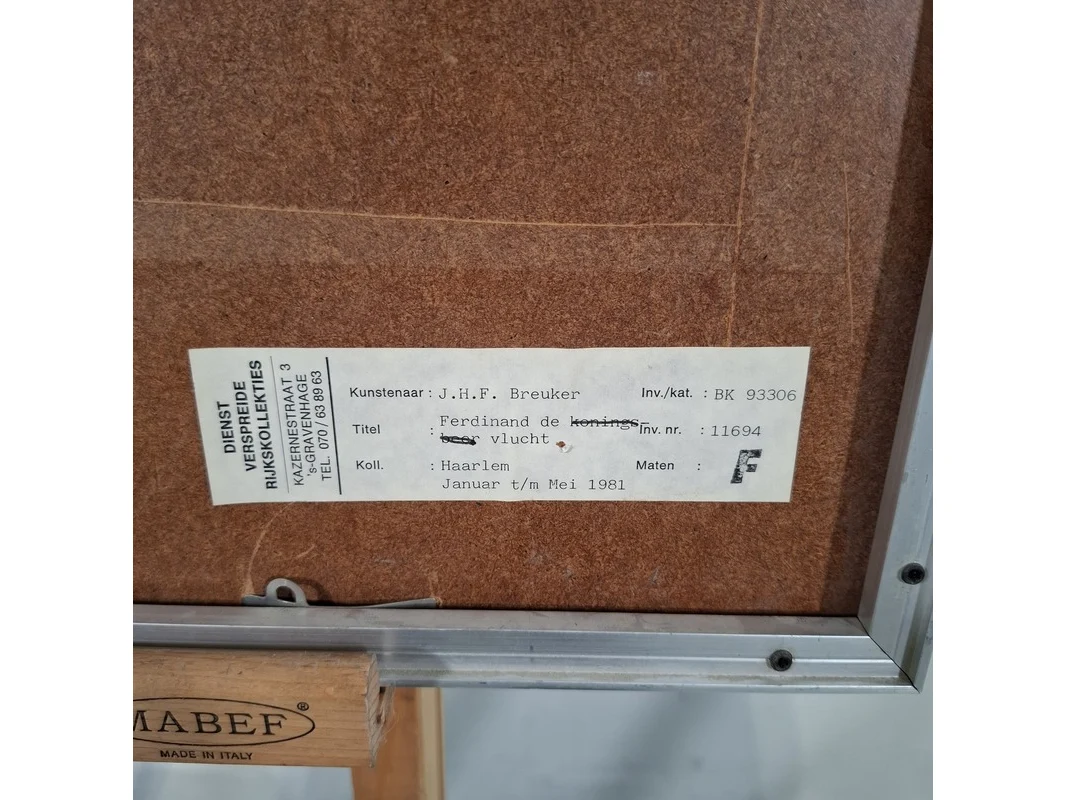 DIENST
VERSPREIDE
RIJKSKOLLEKTIES
KAZERNESTRAAT 3
's-GRAVENHAGE
TEL. 070/63 89 63
Kunstenaar : J.H.F. Breuker Inv./kat. : BK 93306
Titel : Ferdinand de konings-
beer vlucht Inv. nr. : 11694
Koll. : Haarlem Maten : F
Januar t/m Mei 1981
MABEF®
MADE IN ITALY